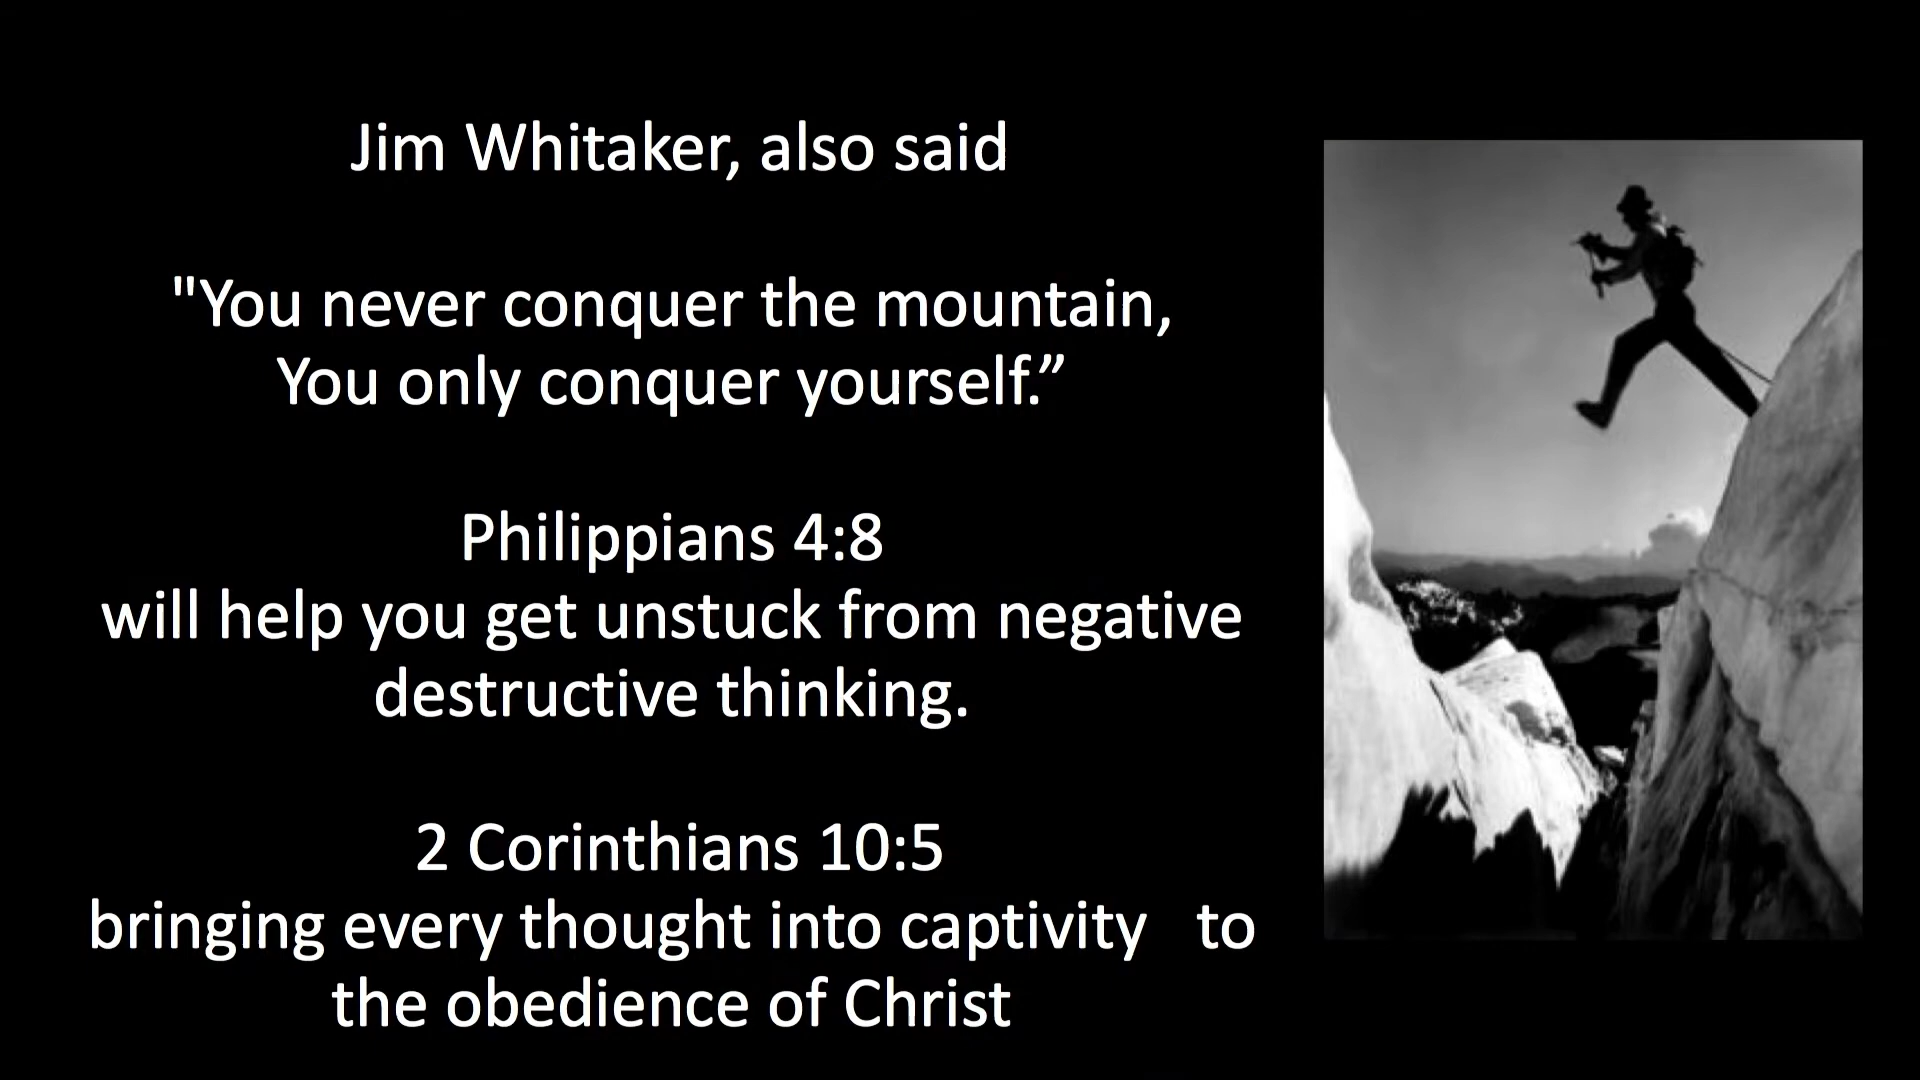 Jim Whitaker, also said
"You never conquer the mountain,
You only conquer yourself.”
Philippians 4:8
will help you get unstuck from negative
destructive thinking.
2 Corinthians 10:5
bringing every thought into captivity   to
the obedience of Christ